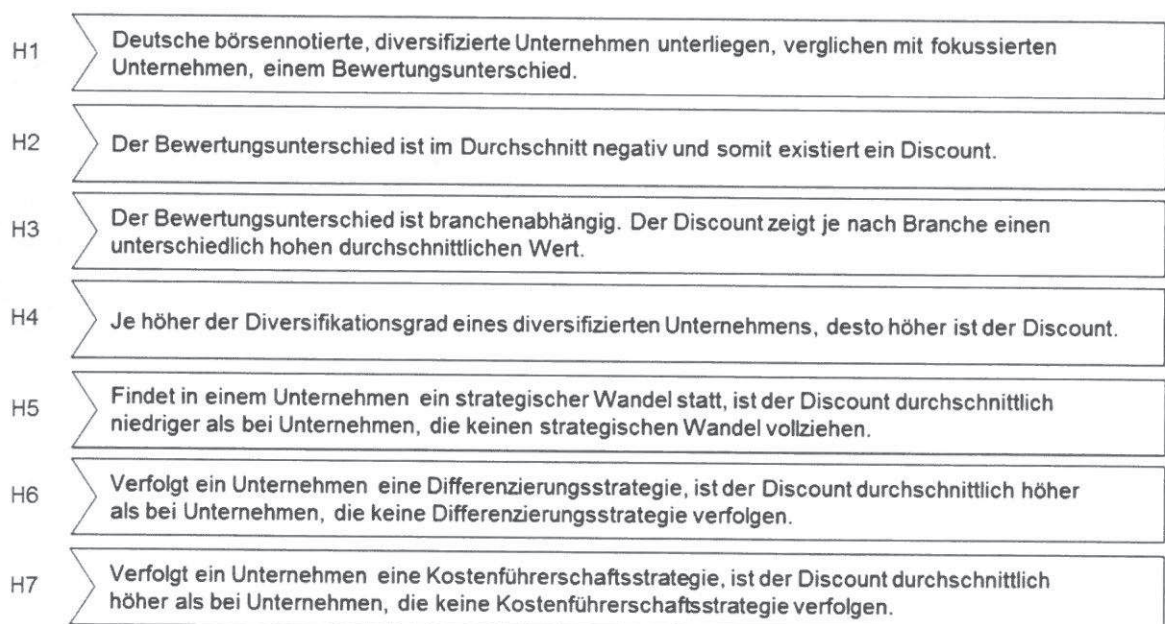 H1
Deutsche börsennotierte, diversifizierte Unternehmen unterliegen, verglichen mit fokussierten
Unternehmen, einem Bewertungsunterschied.
H2
Der Bewertungsunterschied ist im Durchschnitt negativ und somit existiert ein Discount.
H3
Der Bewertungsunterschied ist branchenabhängig. Der Discount zeigt je nach Branche einen
unterschiedlich hohen durchschnittlichen Wert.
H4
Je höher der Diversifikationsgrad eines diversifizierten Unternehmens, desto höher ist der Discount.
H5
Findet in einem Unternehmen ein strategischer Wandel statt, ist der Discount durchschnittlich
niedriger als bei Unternehmen, die keinen strategischen Wandel vollziehen.
H6
Verfolgt ein Unternehmen eine Differenzierungsstrategie, ist der Discount durchschnittlich höher
als bei Unternehmen, die keine Differenzierungsstrategie verfolgen.
H7
Verfolgt ein Unternehmen eine Kostenführerschaftsstrategie, ist der Discount durchschnittlich
höher als bei Unternehmen, die keine Kostenführerschaftsstrategie verfolgen.